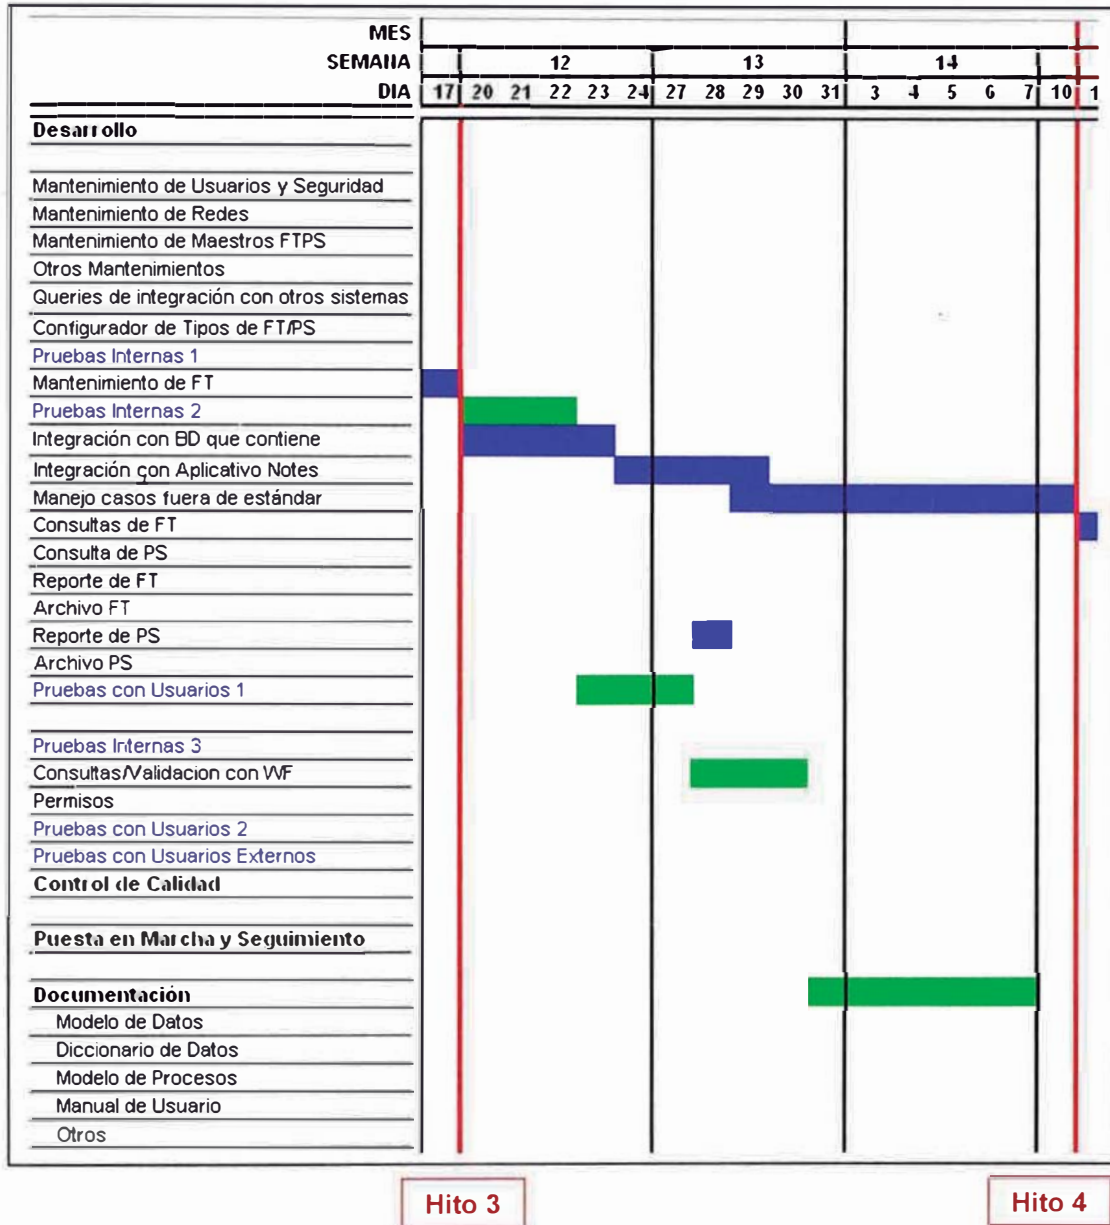 MES
SEMANA 12 13 14
DIA 17 20 21 22 23 24 27 28 29 30 31 3 4 5 6 7 10 1
Desarrollo
Mantenimiento de Usuarios y Seguridad
Mantenimiento de Redes
Mantenimiento de Maestros FTPS
Otros Mantenimientos
Queries de integración con otros sistemas
Configurador de Tipos de FT/PS
Pruebas Internas 1
Mantenimiento de FT
Pruebas Internas 2
Integración con BD que contiene
Integración con Aplicativo Notes
Manejo casos fuera de estándar
Consultas de FT
Consulta de PS
Reporte de FT
Archivo FT
Reporte de PS
Archivo PS
Pruebas con Usuarios 1
Pruebas Internas 3
Consultas/Validacion con WF
Permisos
Pruebas con Usuarios 2
Pruebas con Usuarios Externos
Control de Calidad
Puesta en Marcha y Seguimiento
Documentación
Modelo de Datos
Diccionario de Datos
Modelo de Procesos
Manual de Usuario
Otros
Hito 3 Hito 4